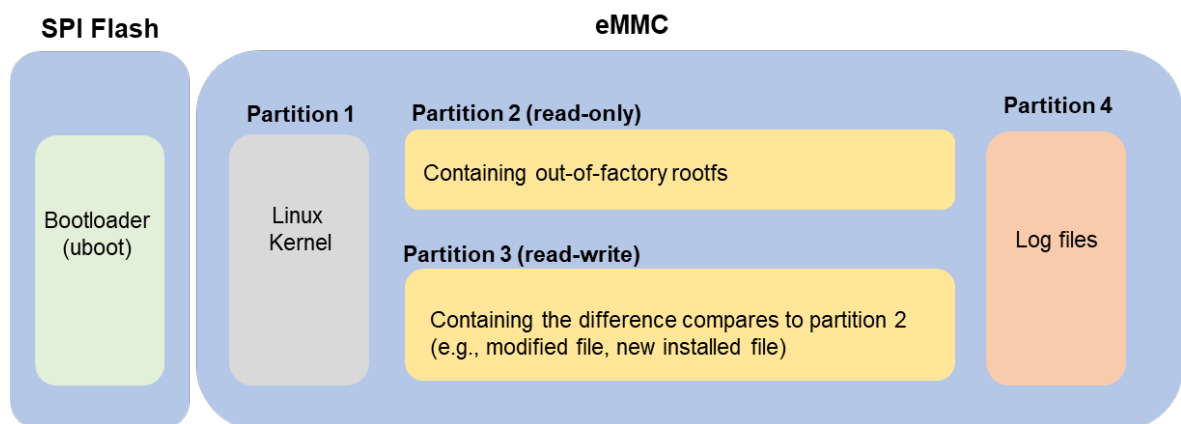 SPI Flash
eMMC
Bootloader
(uboot)
Partition 1
Linux
Kernel
Partition 2 (read-only)
Containing out-of-factory rootfs
Partition 3 (read-write)
Containing the difference compares to partition 2
(e.g., modified file, new installed file)
Partition 4
Log files